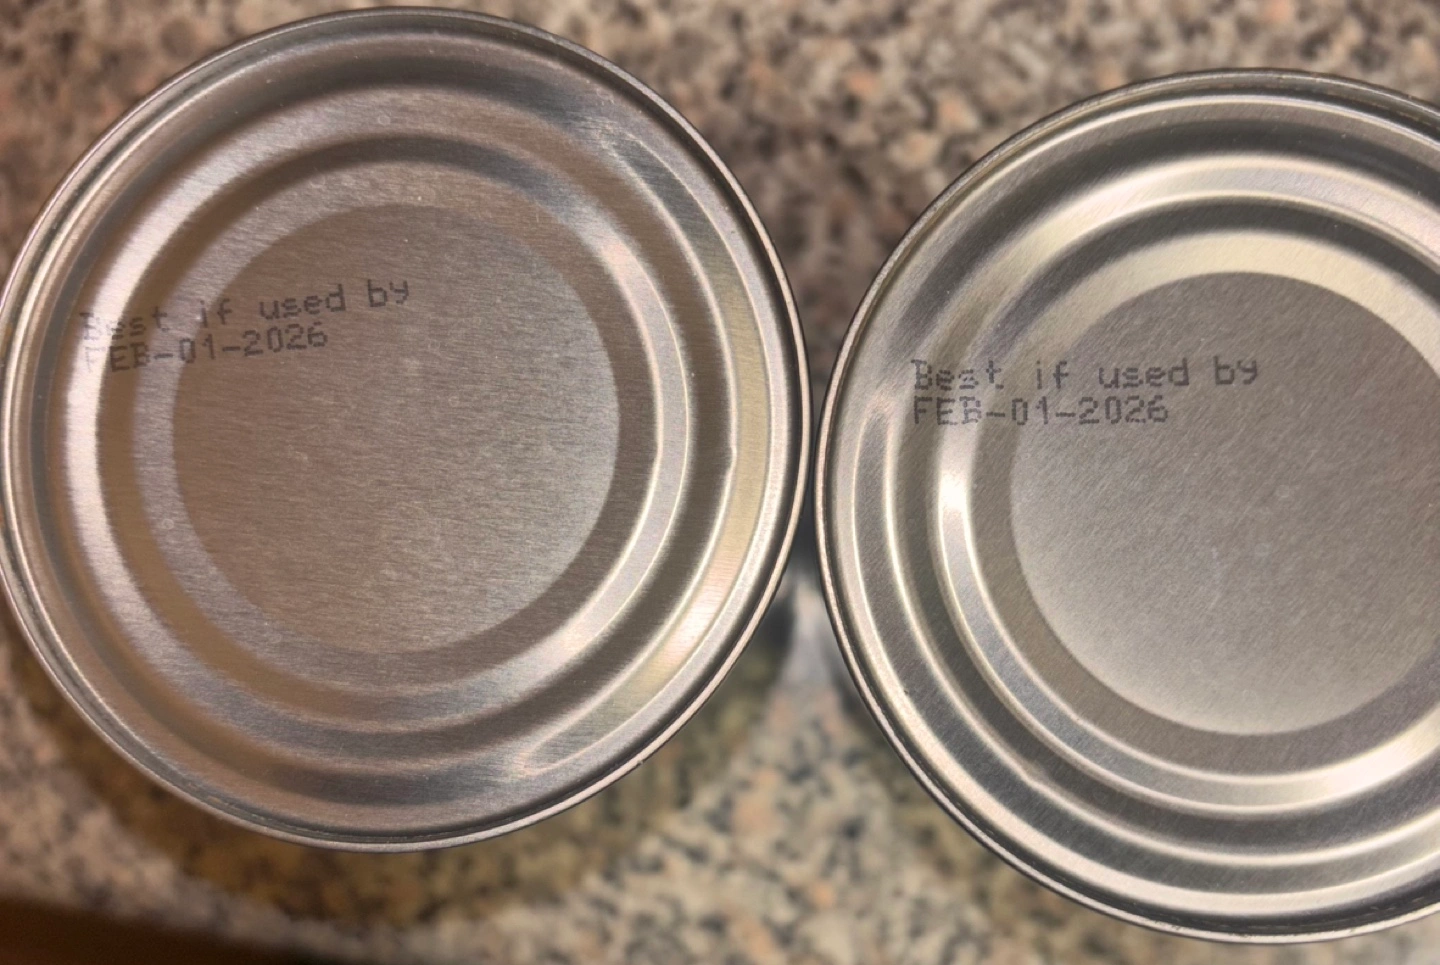 Best if used by
FEB-01-2026
Best if used by
FEB-01-2026